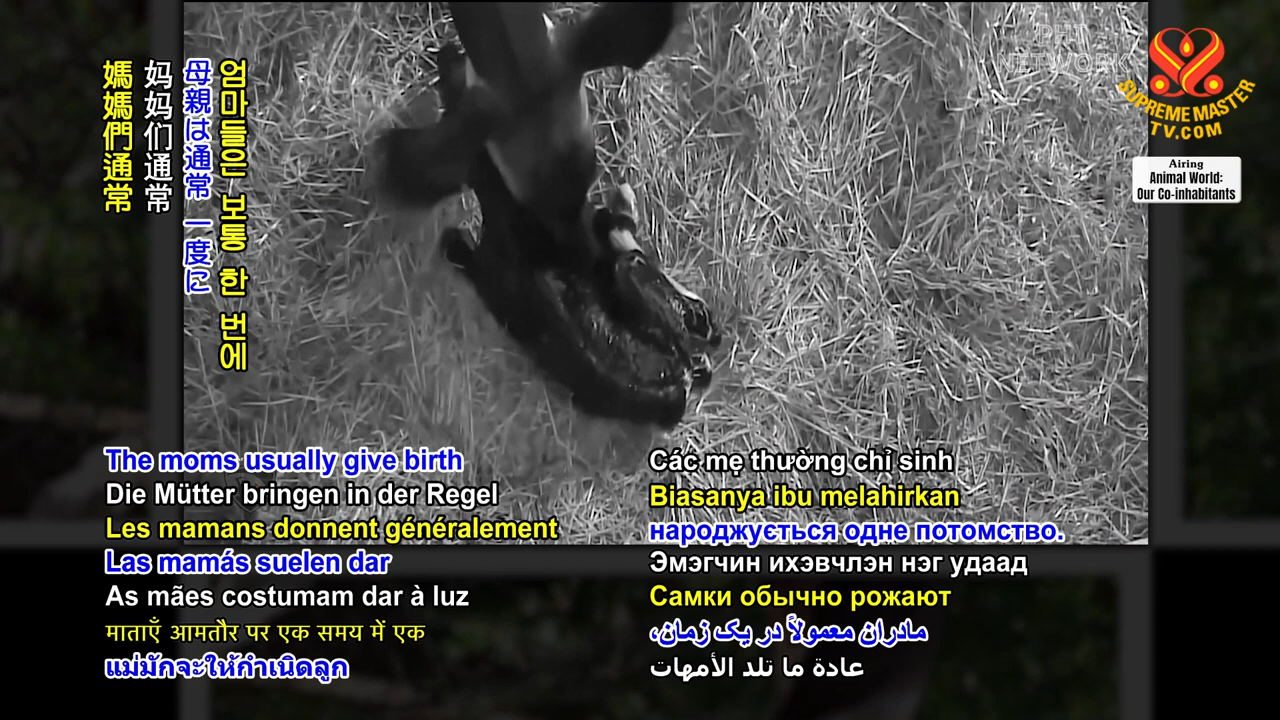 PHT
NETWORK
SUPREME MASTER
TV.COM
Airing
Animal World:
Our Co-inhabitants
엄마들은 보통 한 번에
母親は通常 一度に
妈妈们通常
媽媽們通常
The moms usually give birth
Die Mütter bringen in der Regel
Les mamans donnent généralement
Las mamás suelen dar
As mães costumam dar à luz
माताएँ आमतौर पर एक समय में एक
แม่มักจะให้กำเนิดลูก
Các mẹ thường chỉ sinh
Biasanya ibu melahirkan
народжується одне потомство.
Эмэгчин ихэвчлэн нэг удаад
Самки обычно рожают
مادران معمولاً در یک زمان،
عادة ما تلد الأمهات